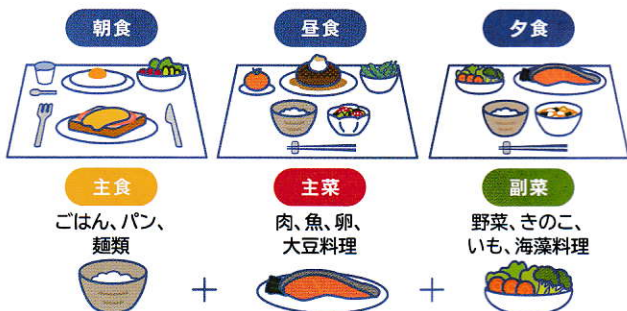 朝食
昼食
夕食
主食
主菜
副菜
ごはん、パン、
麺類
肉、魚、卵、
大豆料理
野菜、きのこ、
いも、海藻料理
+
+